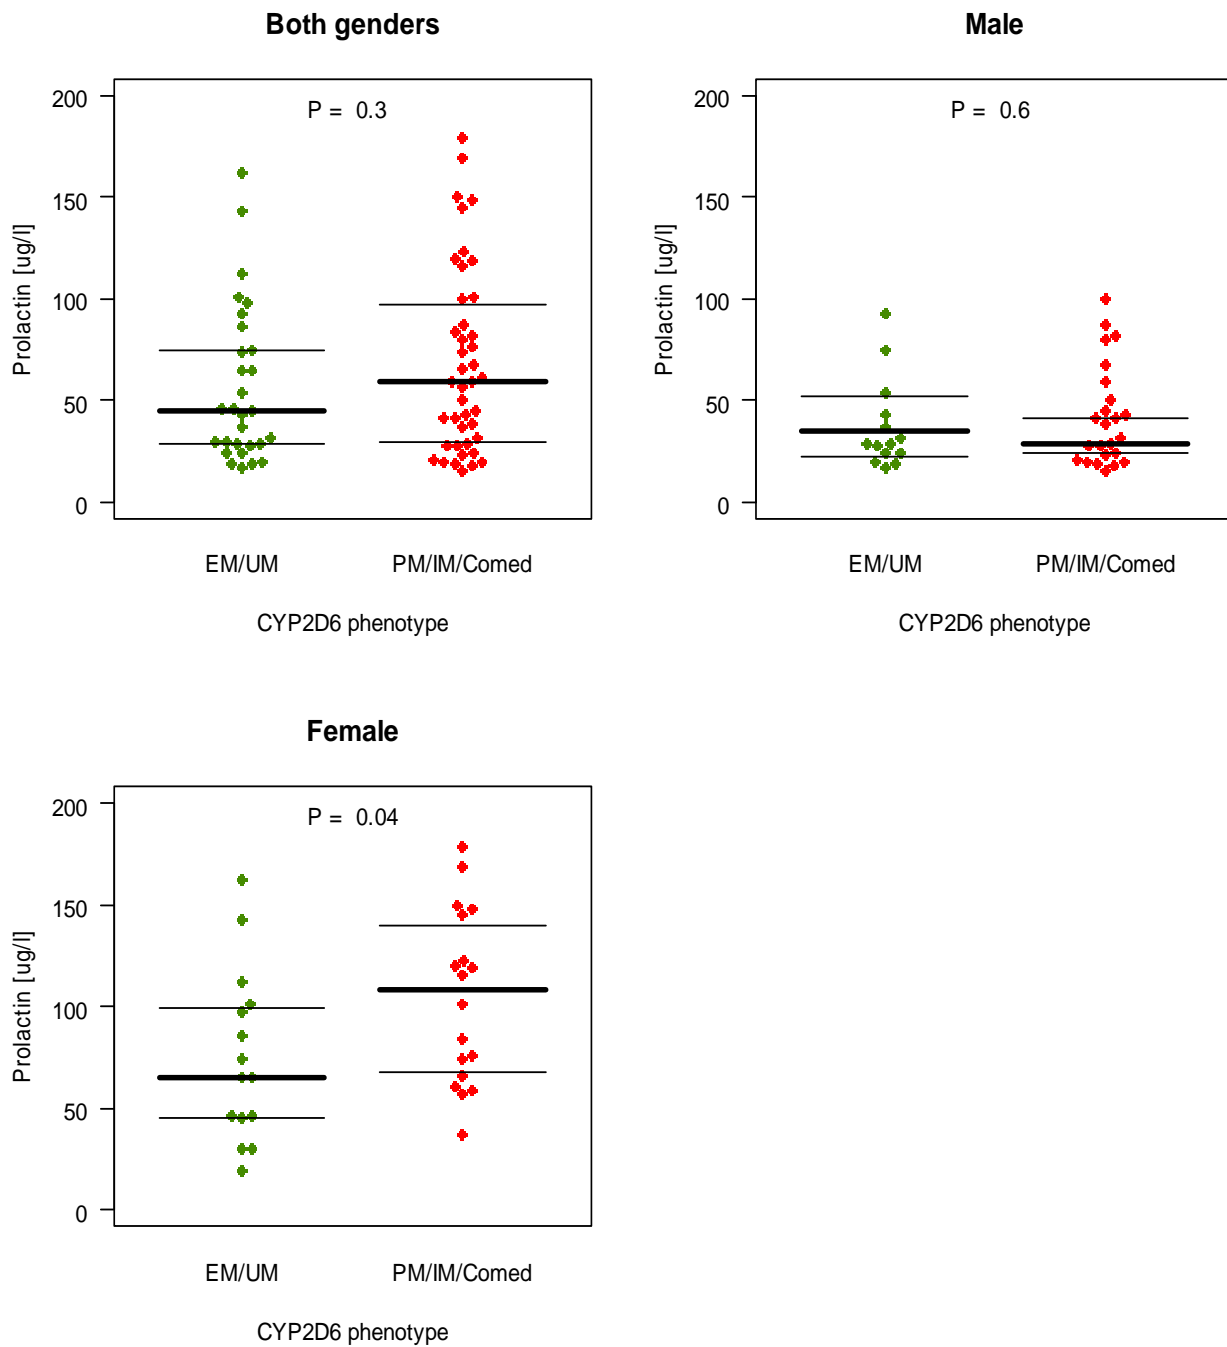 Both genders
P = 0.3
200
150
100
50
0
Prolactin [ug/l]
EM/UM
PM/IM/Comed
CYP2D6 phenotype
Male
P = 0.6
200
150
100
50
0
Prolactin [ug/l]
EM/UM
PM/IM/Comed
CYP2D6 phenotype
Female
P = 0.04
200
150
100
50
0
Prolactin [ug/l]
EM/UM
PM/IM/Comed
CYP2D6 phenotype